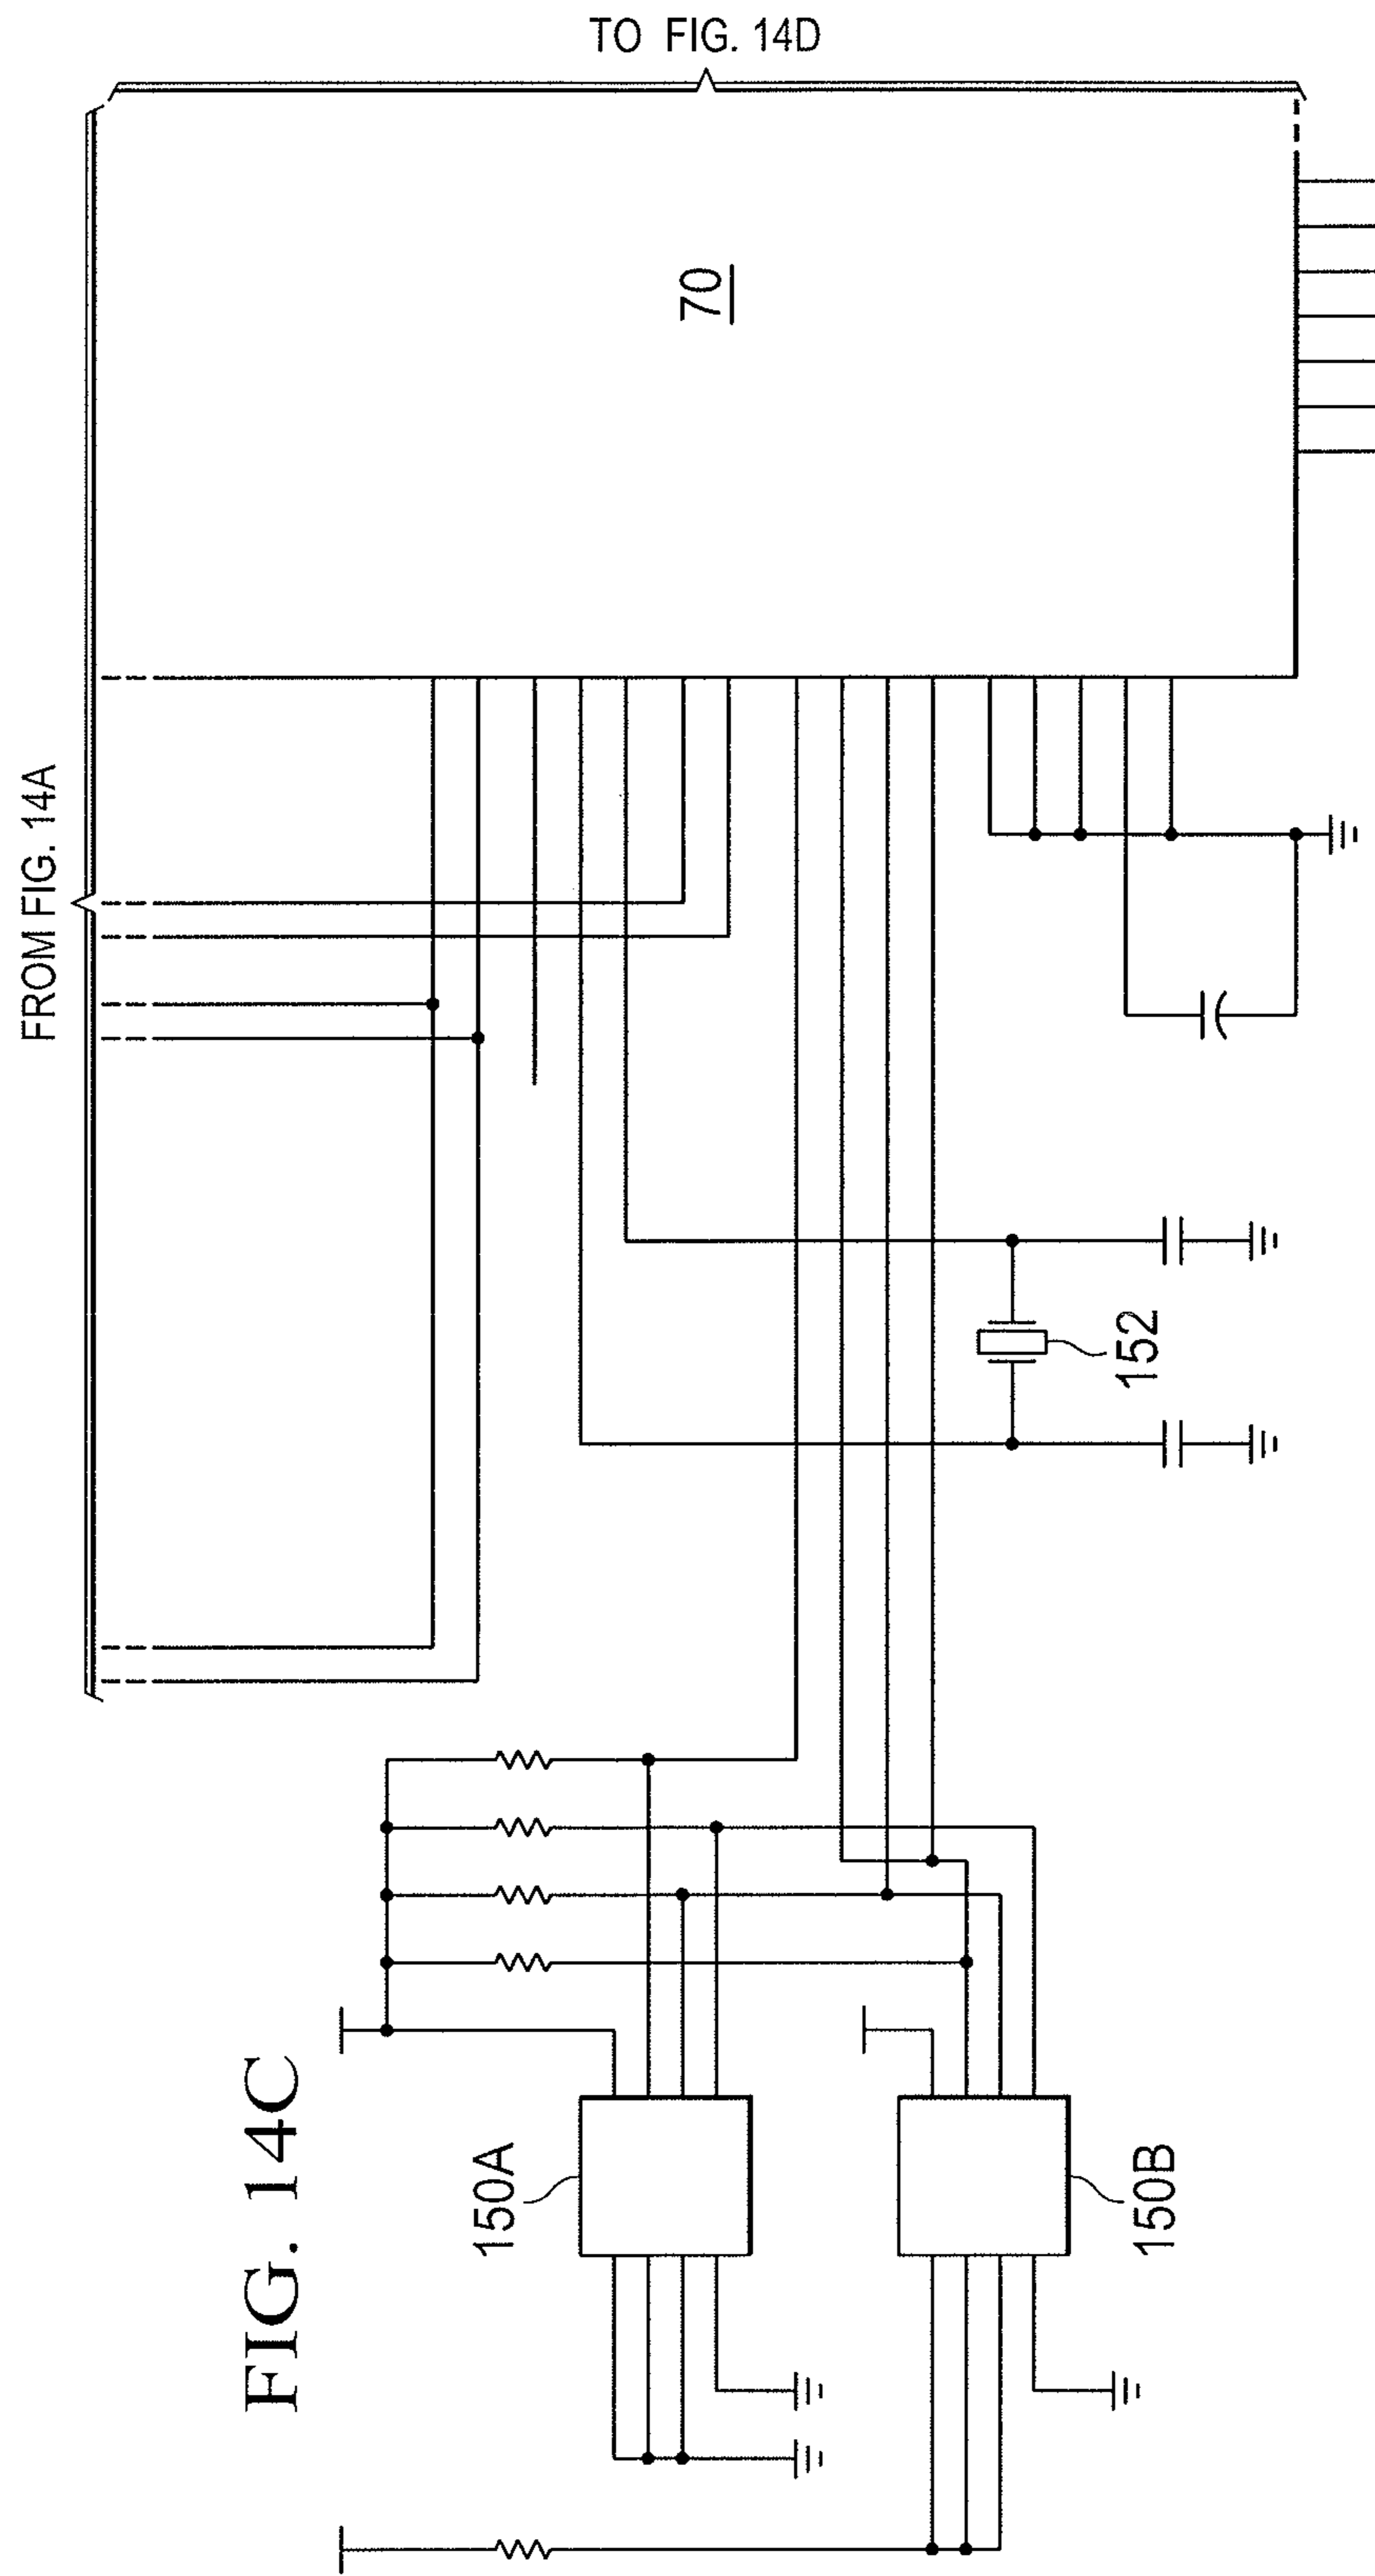 TO FIG. 14D
FROM FIG. 14A
70
152
150A
150B
FIG. 14C